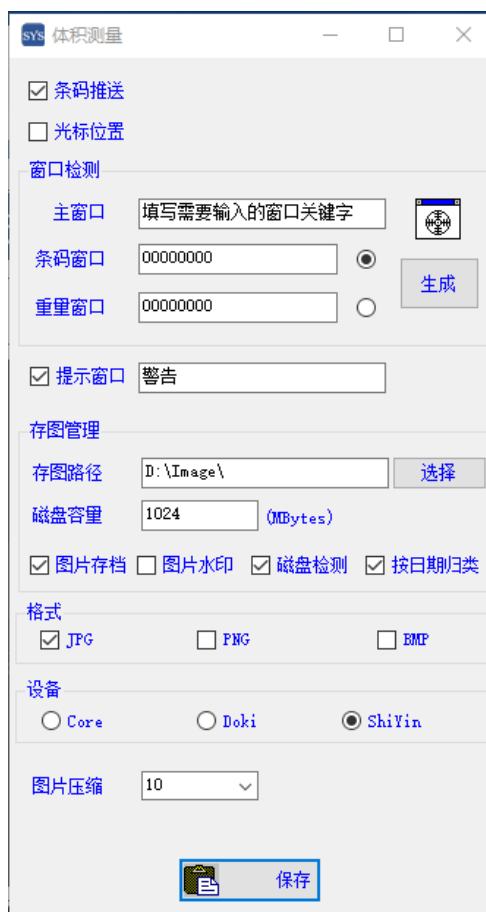 SYS 体积测量
条码推送
光标位置
窗口检测
主窗口 填写需要输入的窗口关键字
条码窗口 00000000
生成
重里窗口 00000000
提示窗口 警告
存图管理
存图路径 D:\Image\ 选择
磁盘容里 1024 (MBytes)
图片存档 图片水印 磁盘检测 按日期归类
格式
JPG PNG BMP
设备
Core Doki ShiYin
图片压缩 10
保存